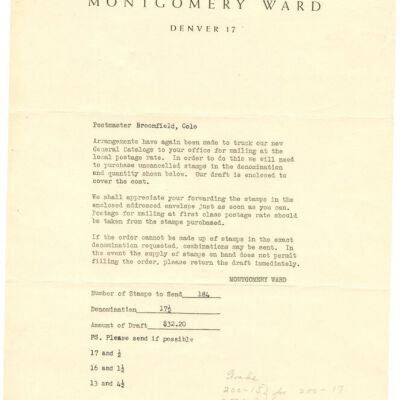 MONTGOMERY WARD
DENVER 17
Postmaster Broomfield, Colo
Arrangements have again been made to truck our new
General Catalogs to your office for mailing at the
local postage rate. In order to do this we will need
to purchase uncancelled stamps in the denomination
and quantity shown below. Our draft is enclosed to
cover the cost.
We shall appreciate your forwarding the stamps in the
enclosed addressed envelope just as soon as you can.
Postage for mailing at first class postage rate should
be taken from the stamps purchased.
If the order cannot be made up of stamps in the exact
denomination requested, combinations may be sent. In
the event the supply of stamps on hand does not permit
filling the order, please return the draft immediately.
MONTGOMERY WARD
Number of Stamps to Send 184
Denomination 17½
Amount of Draft $32.20
PS. Please send if possible
17 and ½
16 and 1½
13 and 4½
200-15½ for 200-17